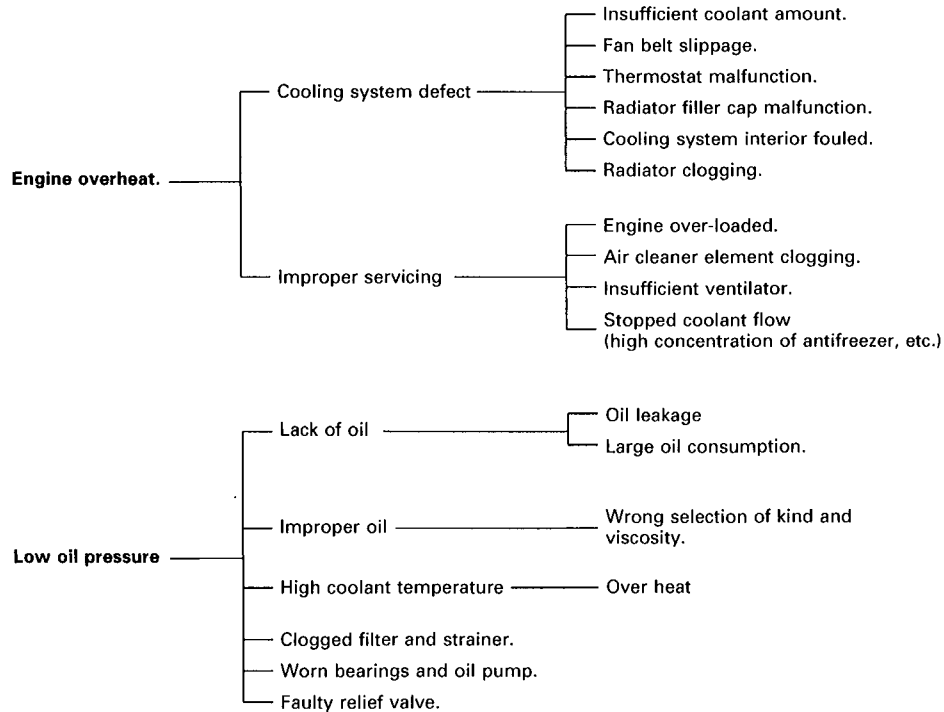 Engine overheat.
Cooling system defect
Insufficient coolant amount.
Fan belt slippage.
Thermostat malfunction.
Radiator filler cap malfunction.
Cooling system interior fouled.
Radiator clogging.
Improper servicing
Engine over-loaded.
Air cleaner element clogging.
Insufficient ventilator.
Stopped coolant flow
(high concentration of antifreezer, etc.)
Low oil pressure
Lack of oil
Oil leakage
Large oil consumption.
Improper oil
Wrong selection of kind and
viscosity.
High coolant temperature
Over heat
Clogged filter and strainer.
Worn bearings and oil pump.
Faulty relief valve.